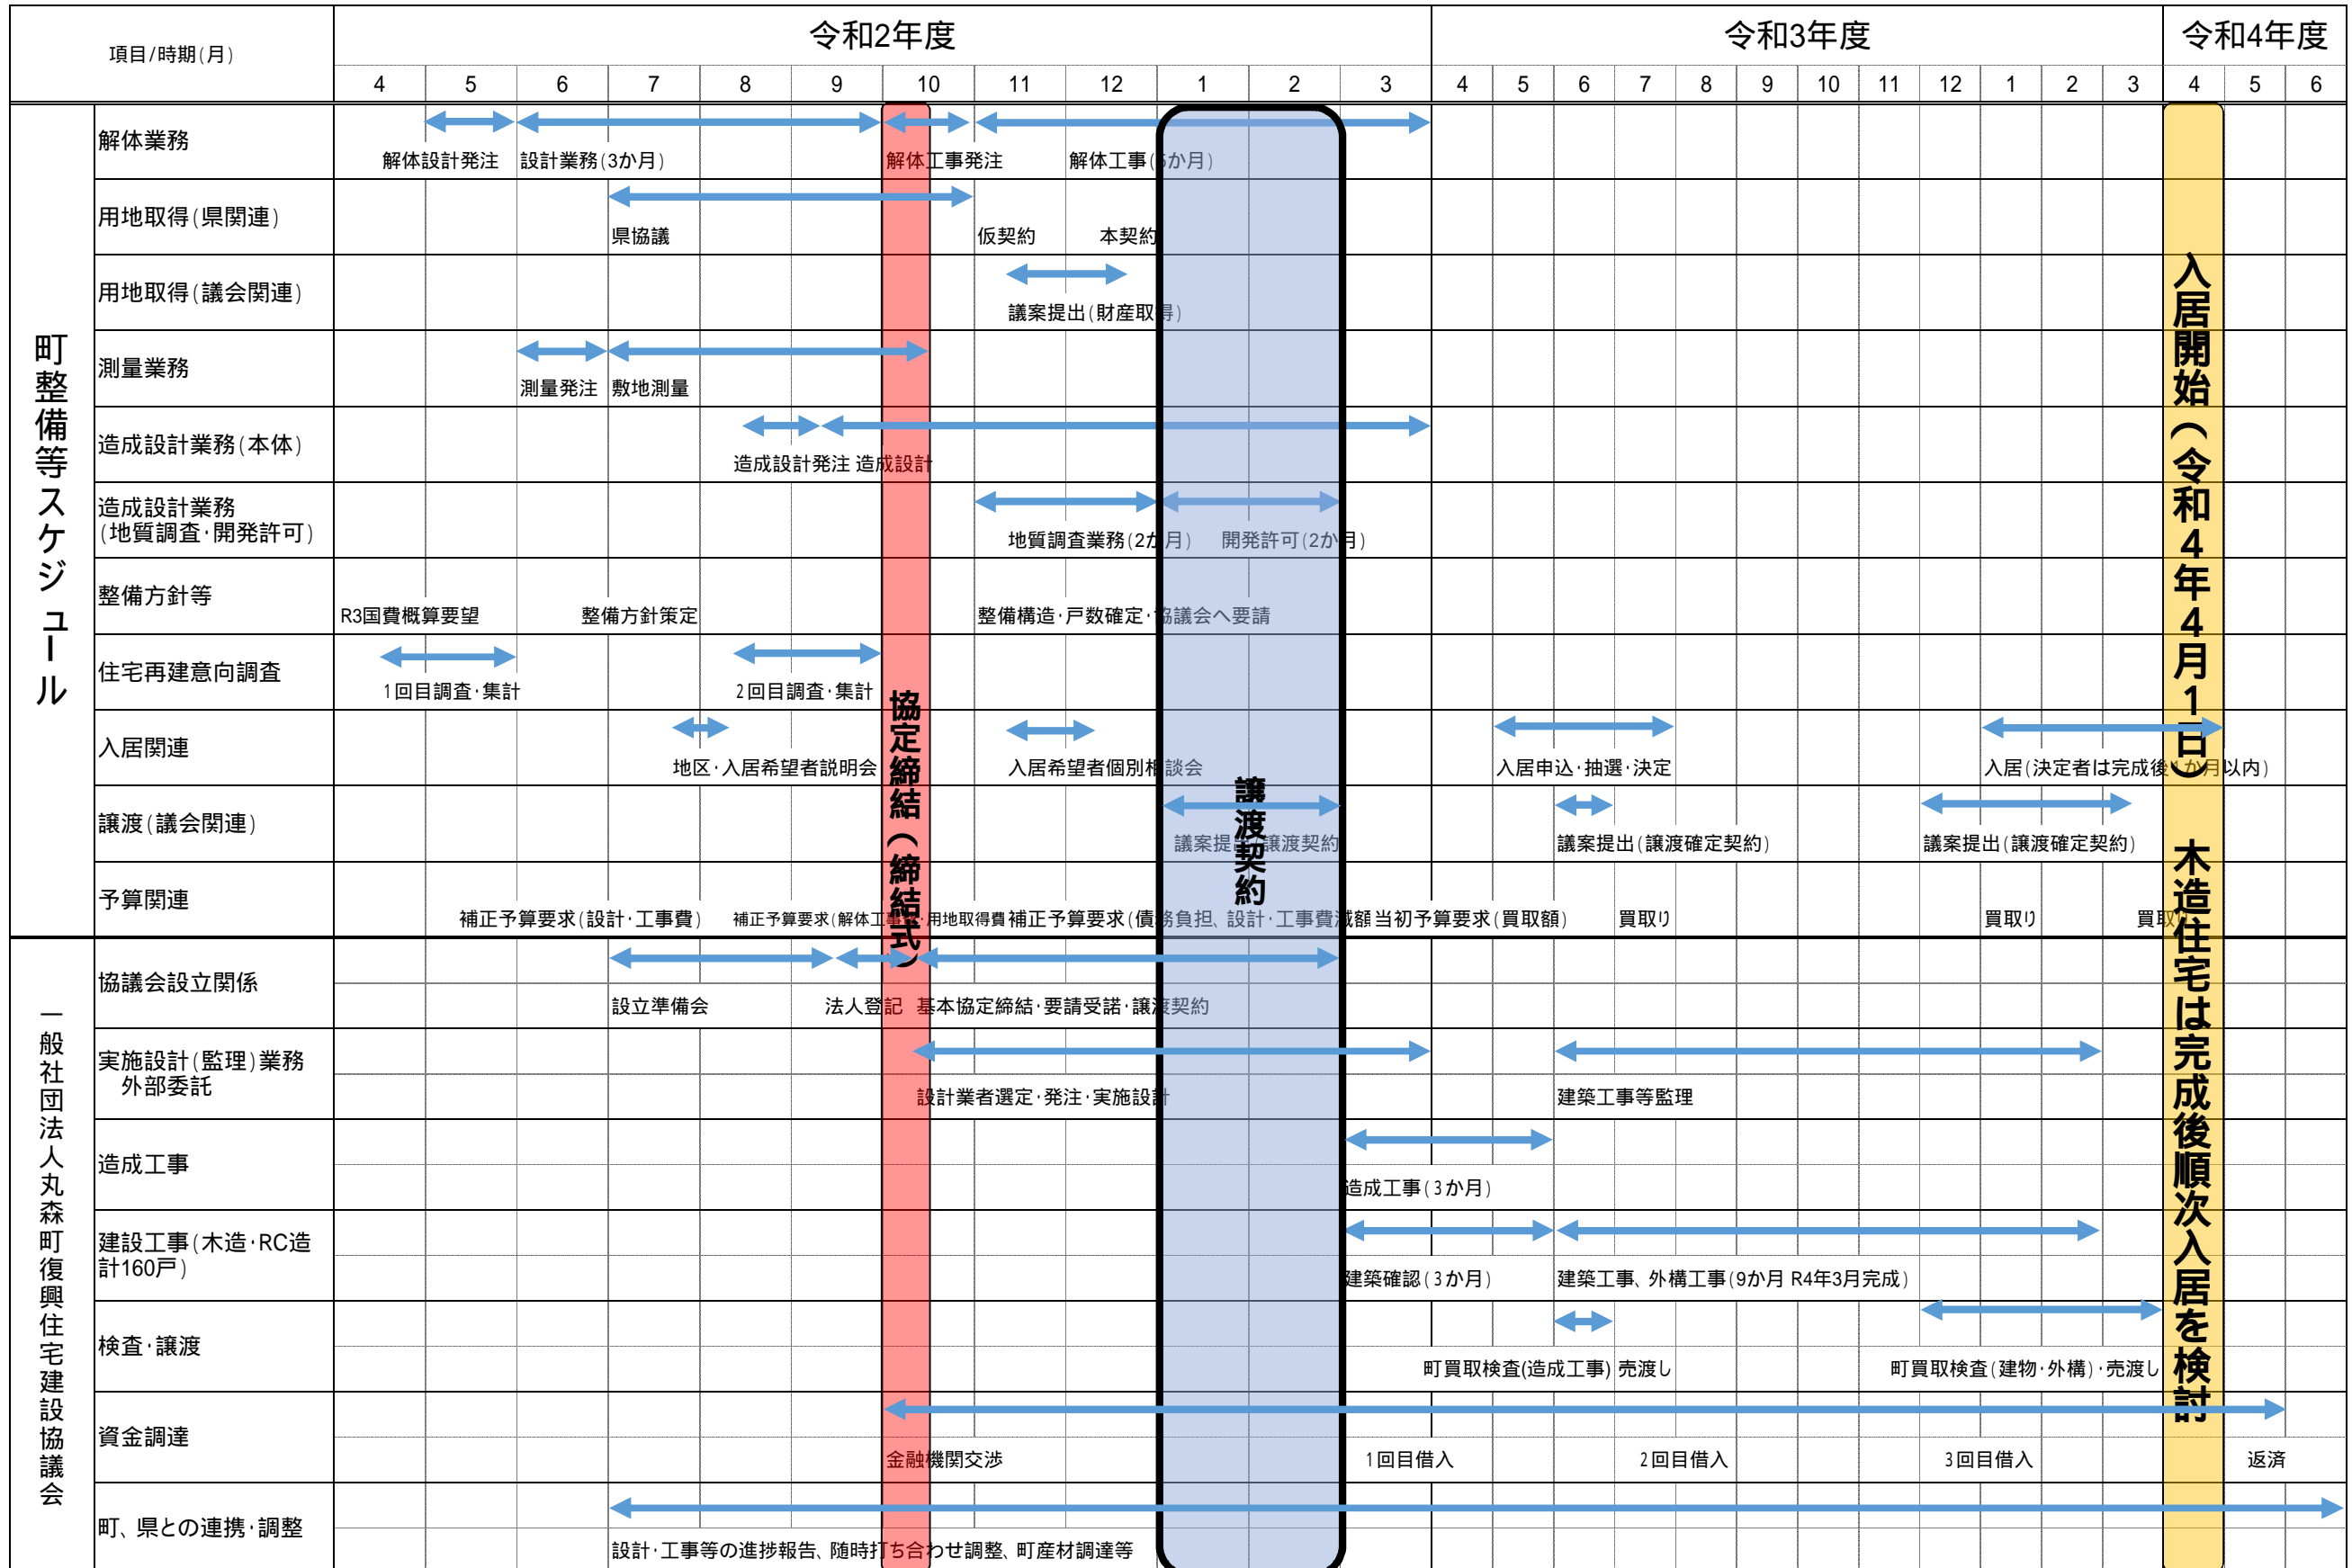 項目/時期(月)
令和2年度
令和3年度
令和4年度
4 5 6 7 8 9 10 11 12 1 2 3 4 5 6 7 8 9 10 11 12 1 2 3 4 5 6
町整備等スケジュール
解体業務
解体設計発注 設計業務(3か月) 解体工事発注 解体工事(5か月)
用地取得(県関連)
県協議 仮契約 本契約
用地取得(議会関連)
議案提出(財産取得)
測量業務
測量発注 敷地測量
造成設計業務(本体)
造成設計発注 造成設計
造成設計業務
(地質調査・開発許可)
地質調査業務(2か月) 開発許可(2か月)
整備方針等
R3国費概算要望 整備方針策定 整備構造・戸数確定・協議会へ要請
住宅再建意向調査
1回目調査・集計 2回目調査・集計
入居関連
地区・入居希望者説明会 入居希望者個別相談会 入居申込・抽選・決定 入居(決定者は完成後1か月以内)
譲渡(議会関連)
議案提出(譲渡契約 議案提出(譲渡確定契約) 議案提出(譲渡確定契約)
予算関連
補正予算要求(設計・工事費) 補正予算要求(解体工事費・用地取得費 補正予算要求(債務負担、設計・工事費減額 当初予算要求(買取額) 買取り 買取り 買取り
一般社団法人丸森町復興住宅建設協議会
協議会設立関係
設立準備会 法人登記 基本協定締結・要請受諾・譲渡契約
実施設計(監理)業務
外部委託
設計業者選定・発注・実施設計 建築工事等監理
造成工事
造成工事(3か月)
建設工事(木造・RC造
計160戸)
建築確認(3か月) 建築工事、外構工事(9か月 R4年3月完成)
検査・譲渡
町買取検査(造成工事) 売渡し 町買取検査(建物・外構)・売渡し
資金調達
金融機関交渉 1回目借入 2回目借入 3回目借入 返済
町、県との連携・調整
設計・工事等の進捗報告、随時打ち合わせ調整、町産材調達等
協定締結(締結式)
譲渡契約
入居開始(令和4年4月1日) 木造住宅は完成後順次入居を検討